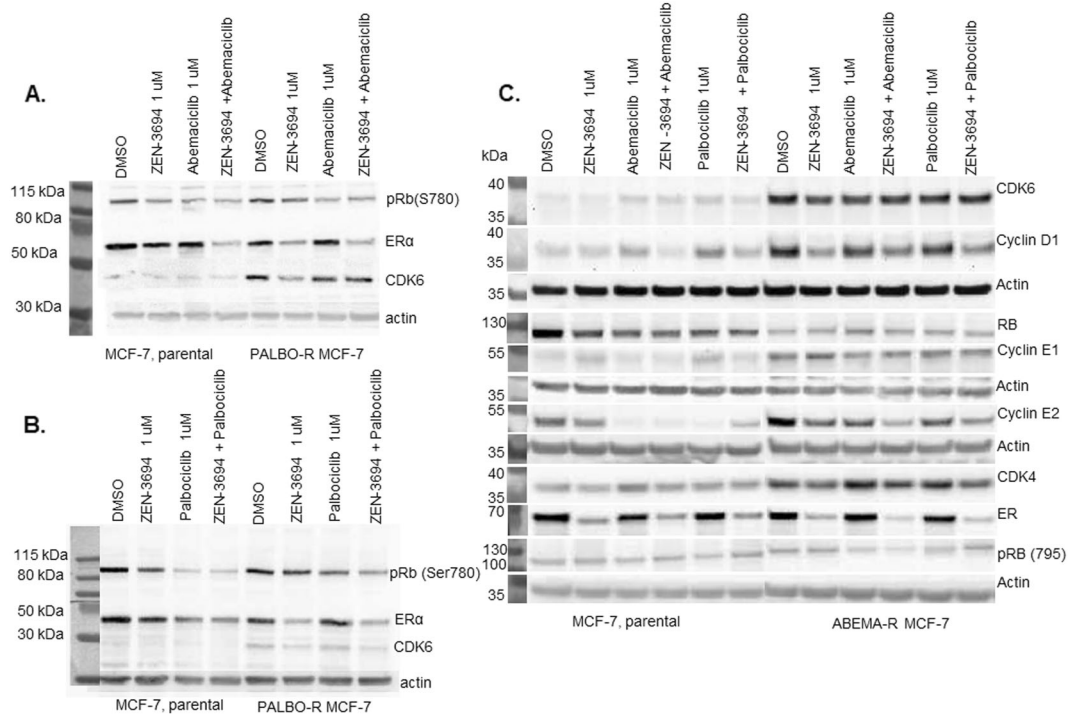 A.
DMSO
ZEN-3694 1 uM
Abemaciclib 1 uM
ZEN-3694 +Abemaciclib
DMSO
ZEN-3694 1uM
Abemaciclib 1 uM
ZEN-3694 + Abemaciclib
115 kDa
80 kDa
50 kDa
30 kDa
pRb(S780)
ERα
CDK6
actin
MCF-7, parental
PALBO-R MCF-7
B.
DMSO
ZEN-3694 1 uM
Palbociclib 1 uM
ZEN-3694 + Palbociclib
DMSO
ZEN-3694 1uM
Palbociclib 1uM
ZEN-3694 + Palbociclib
115 kDa
80 kDa
50 kDa
30 kDa
pRb (Ser780)
ERα
CDK6
actin
MCF-7, parental
PALBO-R MCF-7
C.
kDa
DMSO
ZEN-3694 1uM
Abemaciclib 1uM
ZEN -3694 + Abemaciclib
Palbociclib 1uM
ZEN-3694 + Palbociclib
DMSO
ZEN-3694 1uM
Abemaciclib 1uM
ZEN-3694 + Abemaciclib
Palbociclib 1uM
ZEN-3694 + Palbociclib
40
35
CDK6
40
35
Cyclin D1
35
Actin
130
RB
55
Cyclin E1
35
Actin
55
Cyclin E2
35
Actin
40
35
CDK4
70
ER
130
100
pRB (795)
35
Actin
MCF-7, parental
ABEMA-R MCF-7